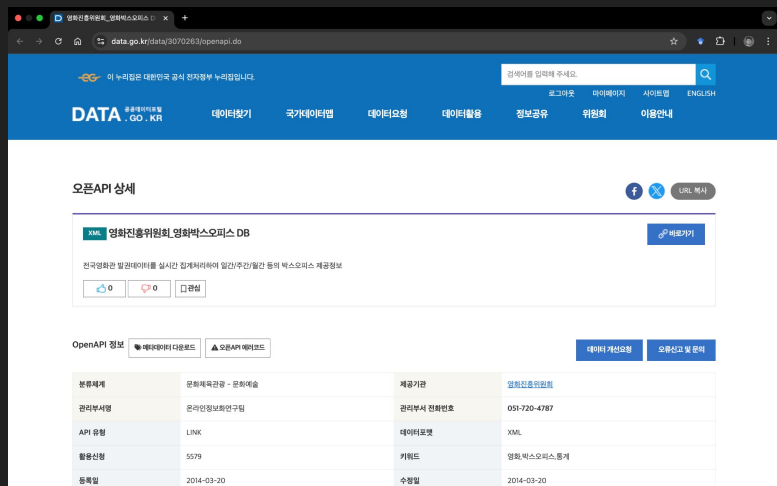 영화진흥위원회_영화박스오피스 D
data.go.kr/data/3070263/openapi.do
이 누리집은 대한민국 공식 전자정부 누리집입니다.
검색어를 입력해 주세요.
로그아웃 마이페이지 사이트맵 ENGLISH
DATA 공공데이터포털 .GO.KR
데이터찾기 국가데이터맵 데이터요청 데이터활용 정보공유 위원회 이용안내
오픈API 상세
URL 복사
XML 영화진흥위원회_영화박스오피스 DB
바로가기
전국영화관 발권데이터를 실시간 집계처리하여 일간/주간/월간 등의 박스오피스 제공정보
0 0 관심
OpenAPI 정보 메타데이터 다운로드 오픈API 에러코드
데이터 개선요청 오류신고 및 문의
분류체계 문화체육관광 - 문화예술 제공기관 영화진흥위원회
관리부서명 온라인정보화연구팀 관리부서 전화번호 051-720-4787
API 유형 LINK 데이터포맷 XML
활용신청 5579 키워드 영화,박스오피스,통계
등록일 2014-03-20 수정일 2014-03-20